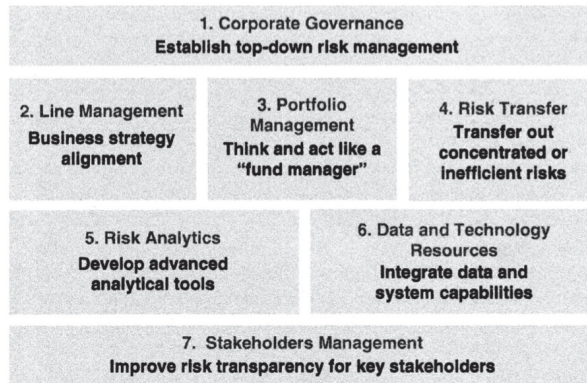 1. Corporate Governance
Establish top-down risk management
2. Line Management
Business strategy
alignment
3. Portfolio
Management
Think and act like a
“fund manager”
4. Risk Transfer
Transfer out
concentrated or
inefficient risks
5. Risk Analytics
Develop advanced
analytical tools
6. Data and Technology
Resources
Integrate data and
system capabilities
7. Stakeholders Management
Improve risk transparency for key stakeholders